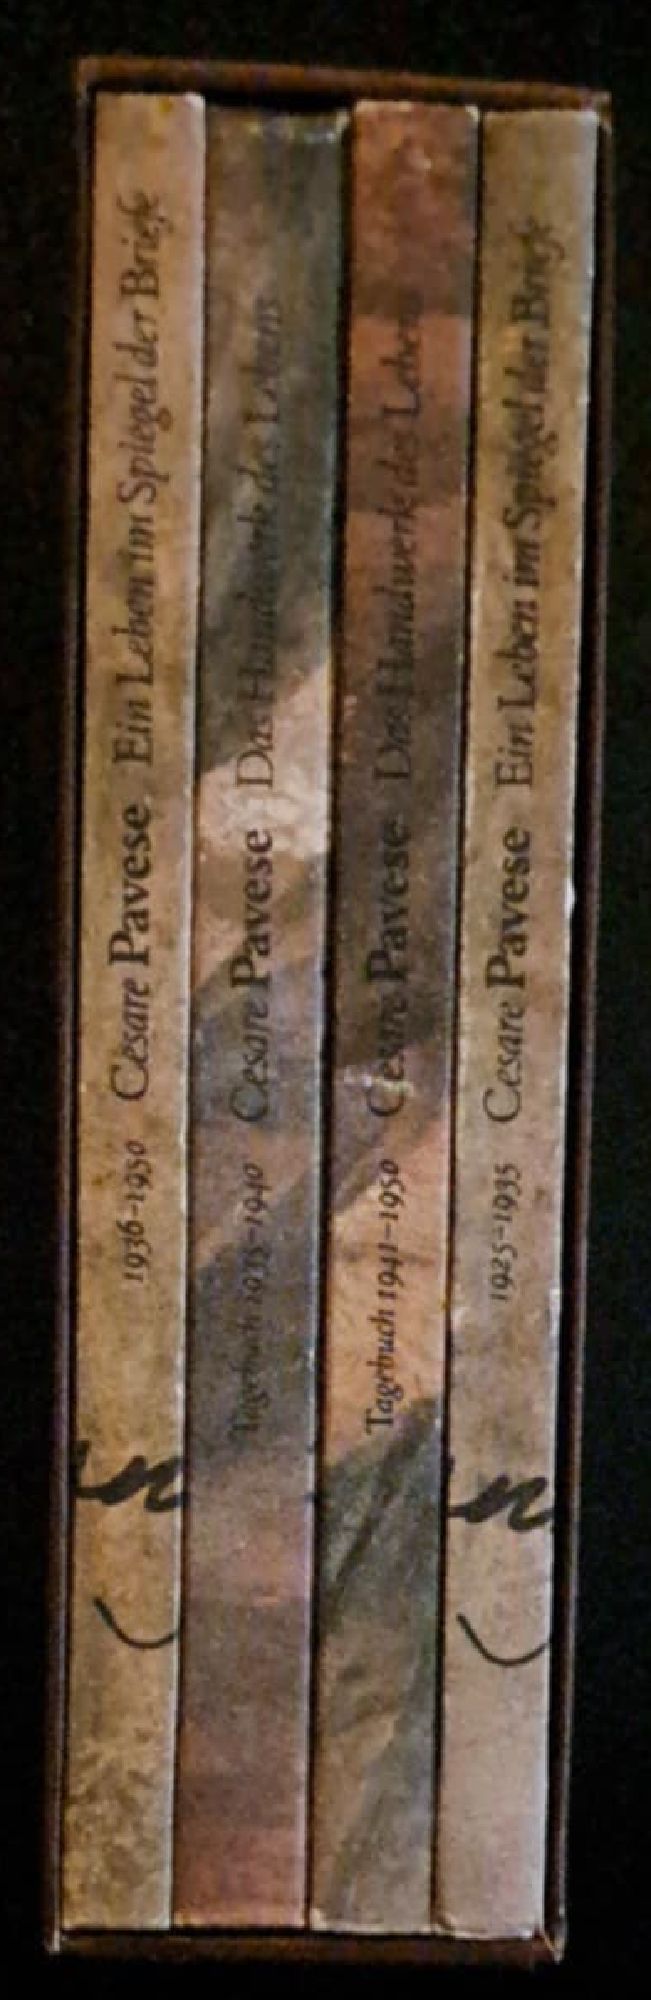 1936-1950 Cesare Pavese Ein Leben im Spiegel der Briefe
Tagebuch 1935-1940 Cesare Pavese Das Handwerk des Lebens
Tagebuch 1941-1950 Cesare Pavese Das Handwerk des Lebens
1925-1935 Cesare Pavese Ein Leben im Spiegel der Briefe